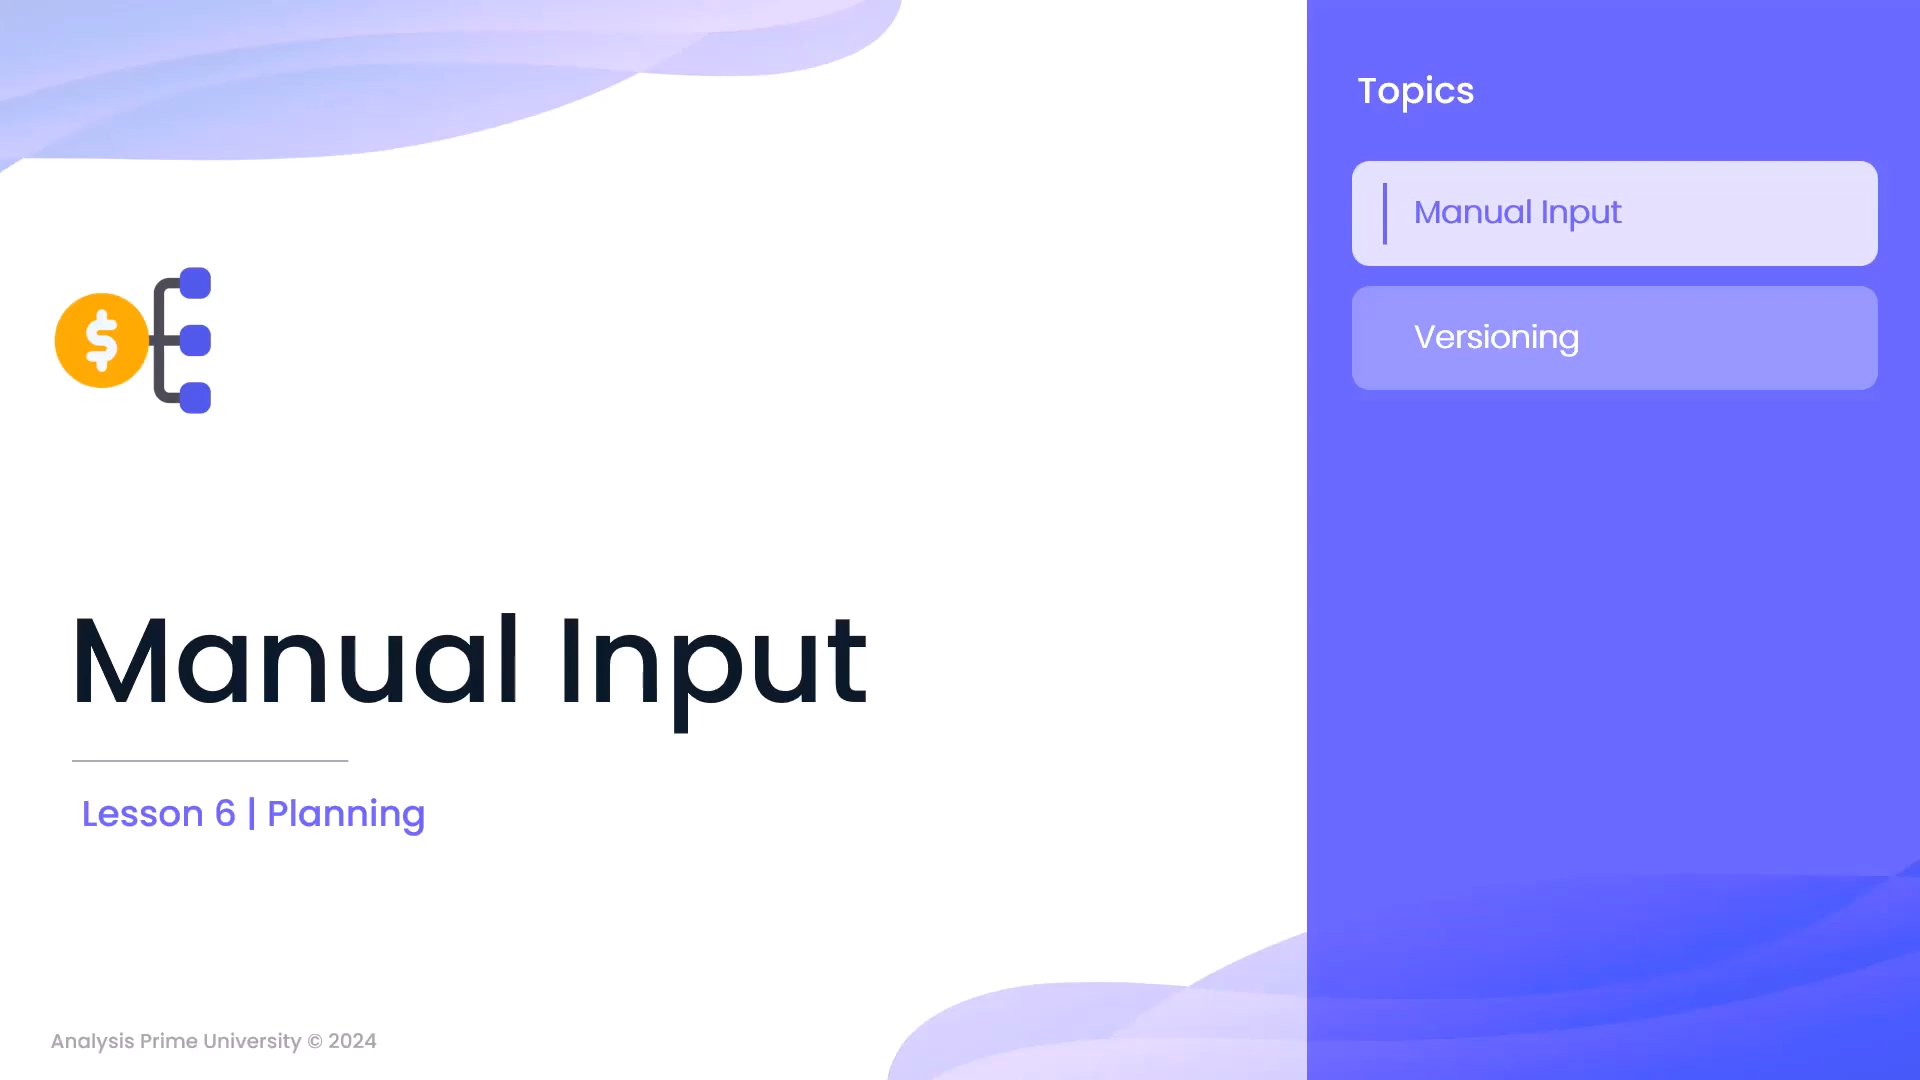 Manual Input
Lesson 6 | Planning
Analysis Prime University © 2024
Topics
Manual Input
Versioning